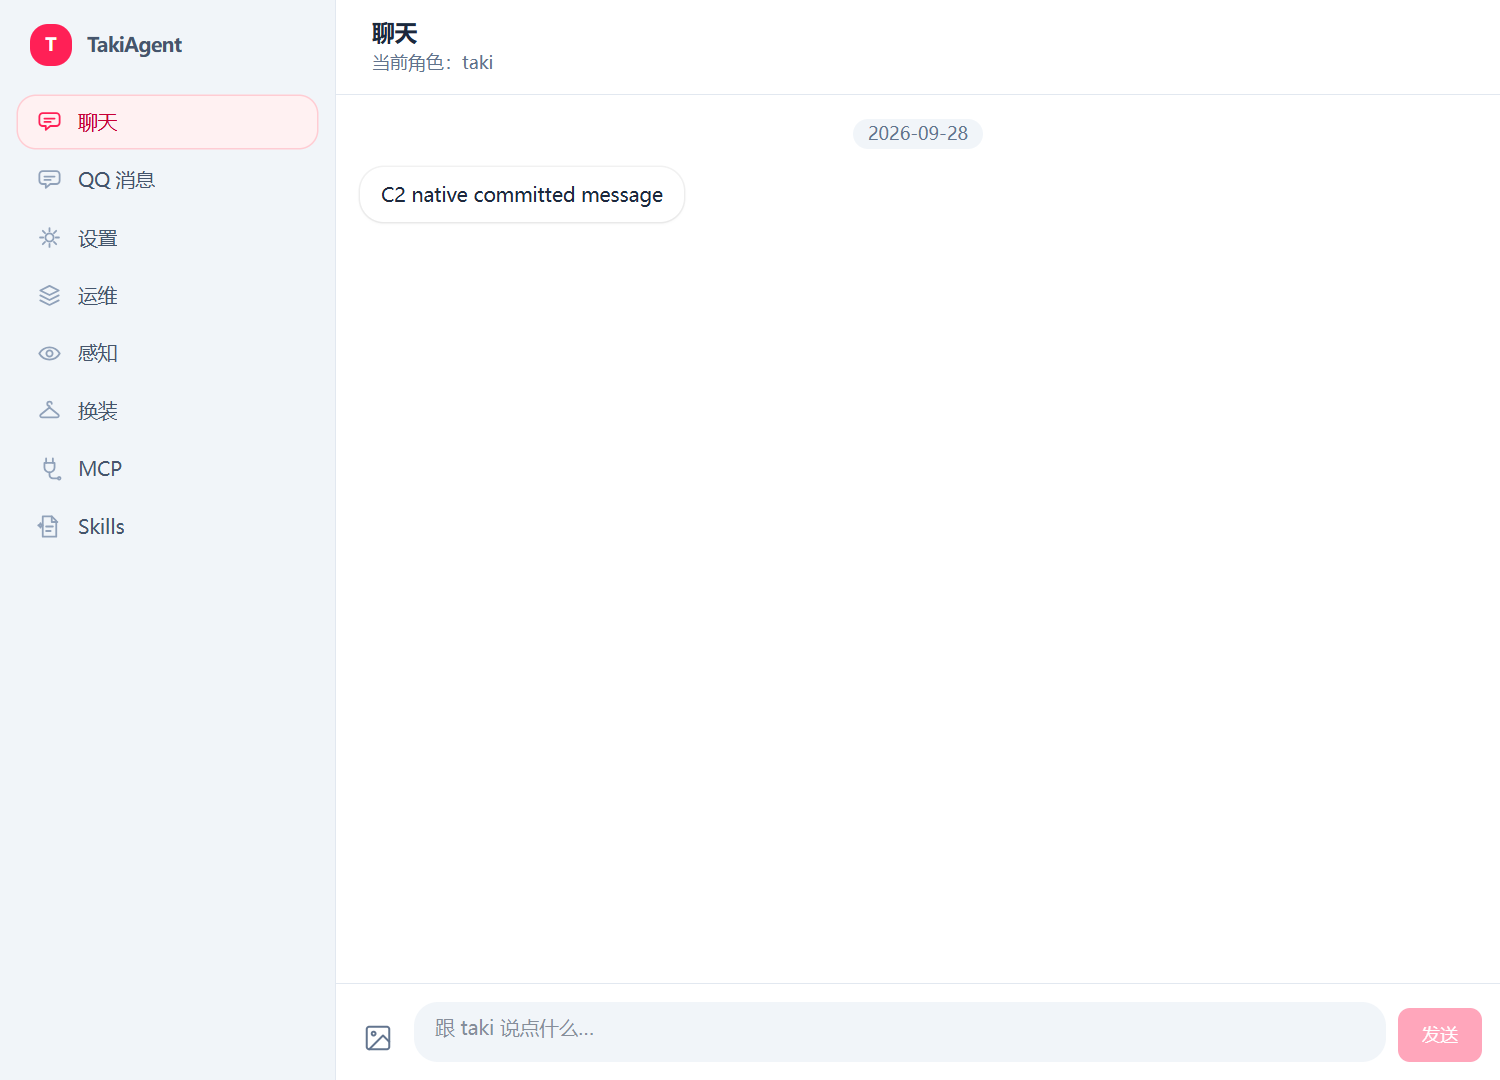 T
TakiAgent
聊天
QQ 消息
设置
运维
感知
换装
MCP
Skills
聊天
当前角色：taki
2026-09-28
C2 native committed message
跟 taki 说点什么...
发送